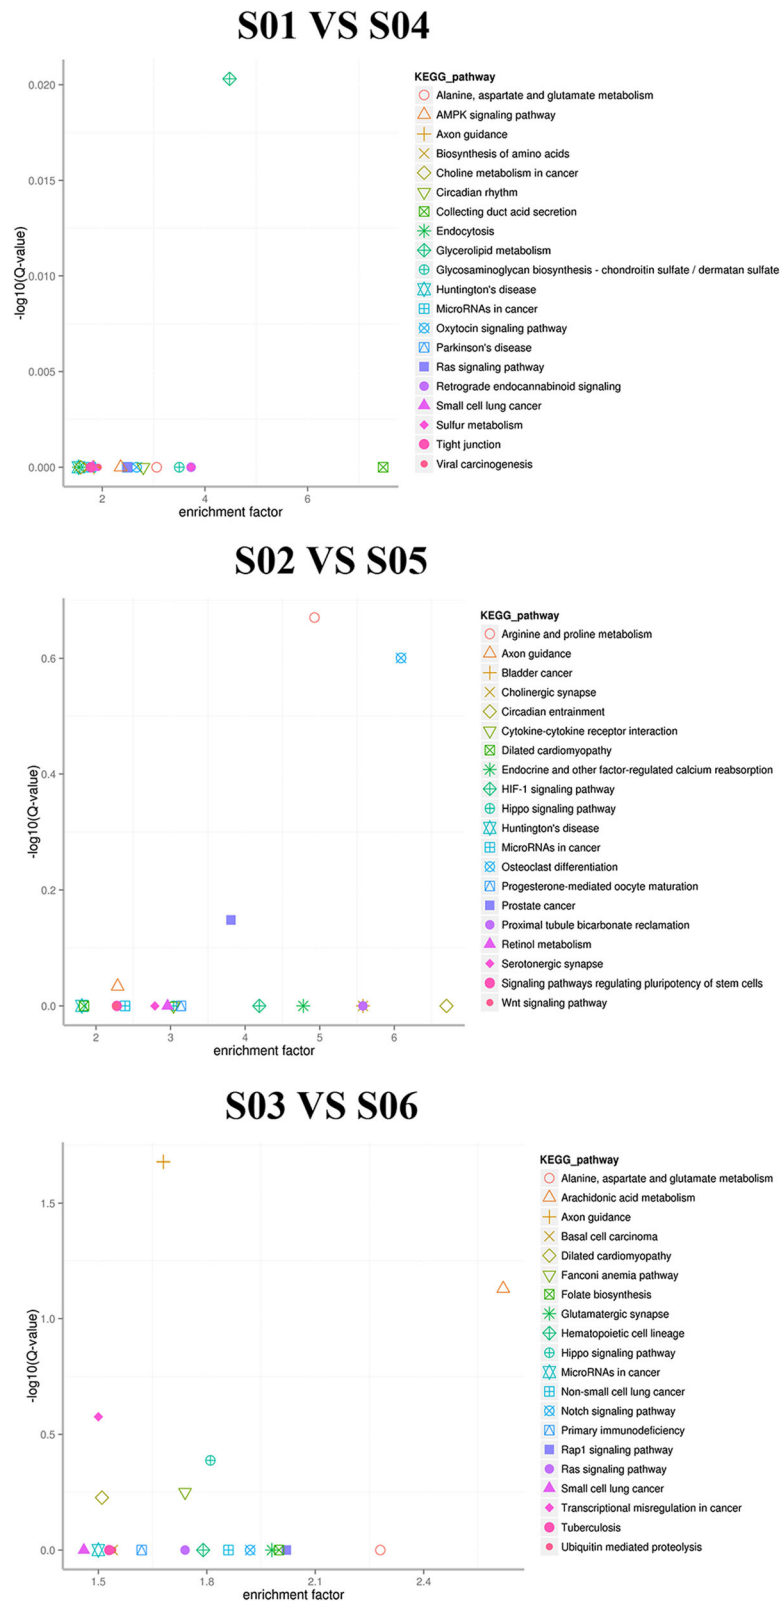 S01 VS S04
KEGG_pathway
Alanine, aspartate and glutamate metabolism
AMPK signaling pathway
Axon guidance
Biosynthesis of amino acids
Choline metabolism in cancer
Circadian rhythm
Collecting duct acid secretion
Endocytosis
Glycerolipid metabolism
Glycosaminoglycan biosynthesis - chondroitin sulfate / dermatan sulfate
Huntington's disease
MicroRNAs in cancer
Oxytocin signaling pathway
Parkinson's disease
Ras signaling pathway
Retrograde endocannabinoid signaling
Small cell lung cancer
Sulfur metabolism
Tight junction
Viral carcinogenesis
-log10(Q-value)
0.020
0.015
0.010
0.005
0.000
2 4 6
enrichment factor
S02 VS S05
KEGG_pathway
Arginine and proline metabolism
Axon guidance
Bladder cancer
Cholinergic synapse
Circadian entrainment
Cytokine-cytokine receptor interaction
Dilated cardiomyopathy
Endocrine and other factor-regulated calcium reabsorption
HIF-1 signaling pathway
Hippo signaling pathway
Huntington's disease
MicroRNAs in cancer
Osteoclast differentiation
Progesterone-mediated oocyte maturation
Prostate cancer
Proximal tubule bicarbonate reclamation
Retinol metabolism
Serotonergic synapse
Signaling pathways regulating pluripotency of stem cells
Wnt signaling pathway
-log10(Q-value)
0.6
0.4
0.2
0.0
2 3 4 5 6
enrichment factor
S03 VS S06
KEGG_pathway
Alanine, aspartate and glutamate metabolism
Arachidonic acid metabolism
Axon guidance
Basal cell carcinoma
Dilated cardiomyopathy
Fanconi anemia pathway
Folate biosynthesis
Glutamatergic synapse
Hematopoietic cell lineage
Hippo signaling pathway
MicroRNAs in cancer
Non-small cell lung cancer
Notch signaling pathway
Primary immunodeficiency
Rap1 signaling pathway
Ras signaling pathway
Small cell lung cancer
Transcriptional misregulation in cancer
Tuberculosis
Ubiquitin mediated proteolysis
-log10(Q-value)
1.5
1.0
0.5
0.0
1.5 1.8 2.1 2.4
enrichment factor